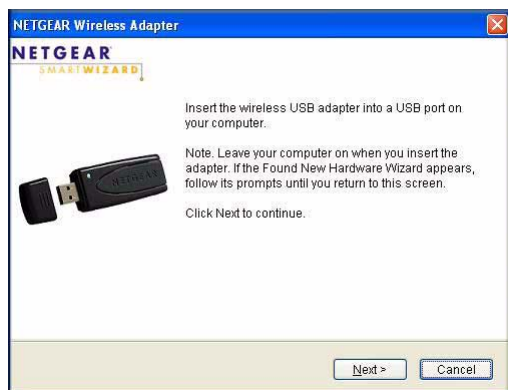 NETGEAR Wireless Adapter
NETGEAR
SMARTWIZARD
Insert the wireless USB adapter into a USB port on
your computer.
Note. Leave your computer on when you insert the
adapter. If the Found New Hardware Wizard appears,
follow its prompts until you return to this screen.
NETGEAR
Click Next to continue.
Next >
Cancel